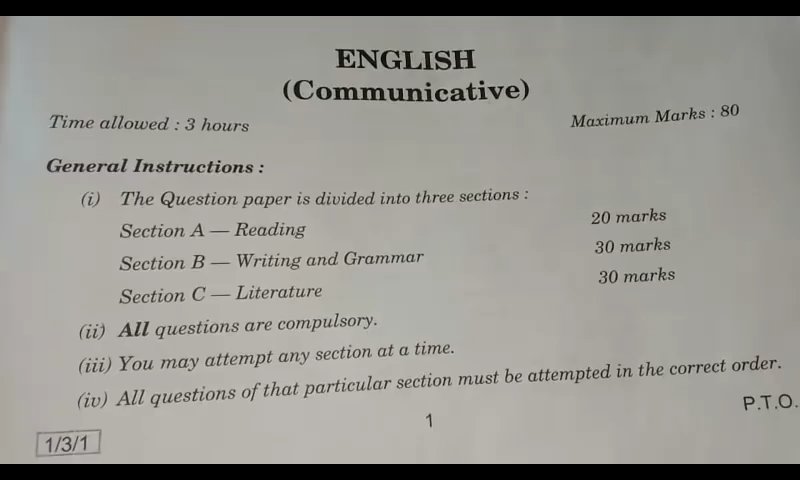 ENGLISH
(Communicative)
Time allowed : 3 hours Maximum Marks : 80
General Instructions :
(i) The Question paper is divided into three sections :
Section A — Reading 20 marks
Section B — Writing and Grammar 30 marks
Section C — Literature 30 marks
(ii) All questions are compulsory.
(iii) You may attempt any section at a time.
(iv) All questions of that particular section must be attempted in the correct order.
1/3/1 1 P.T.O.